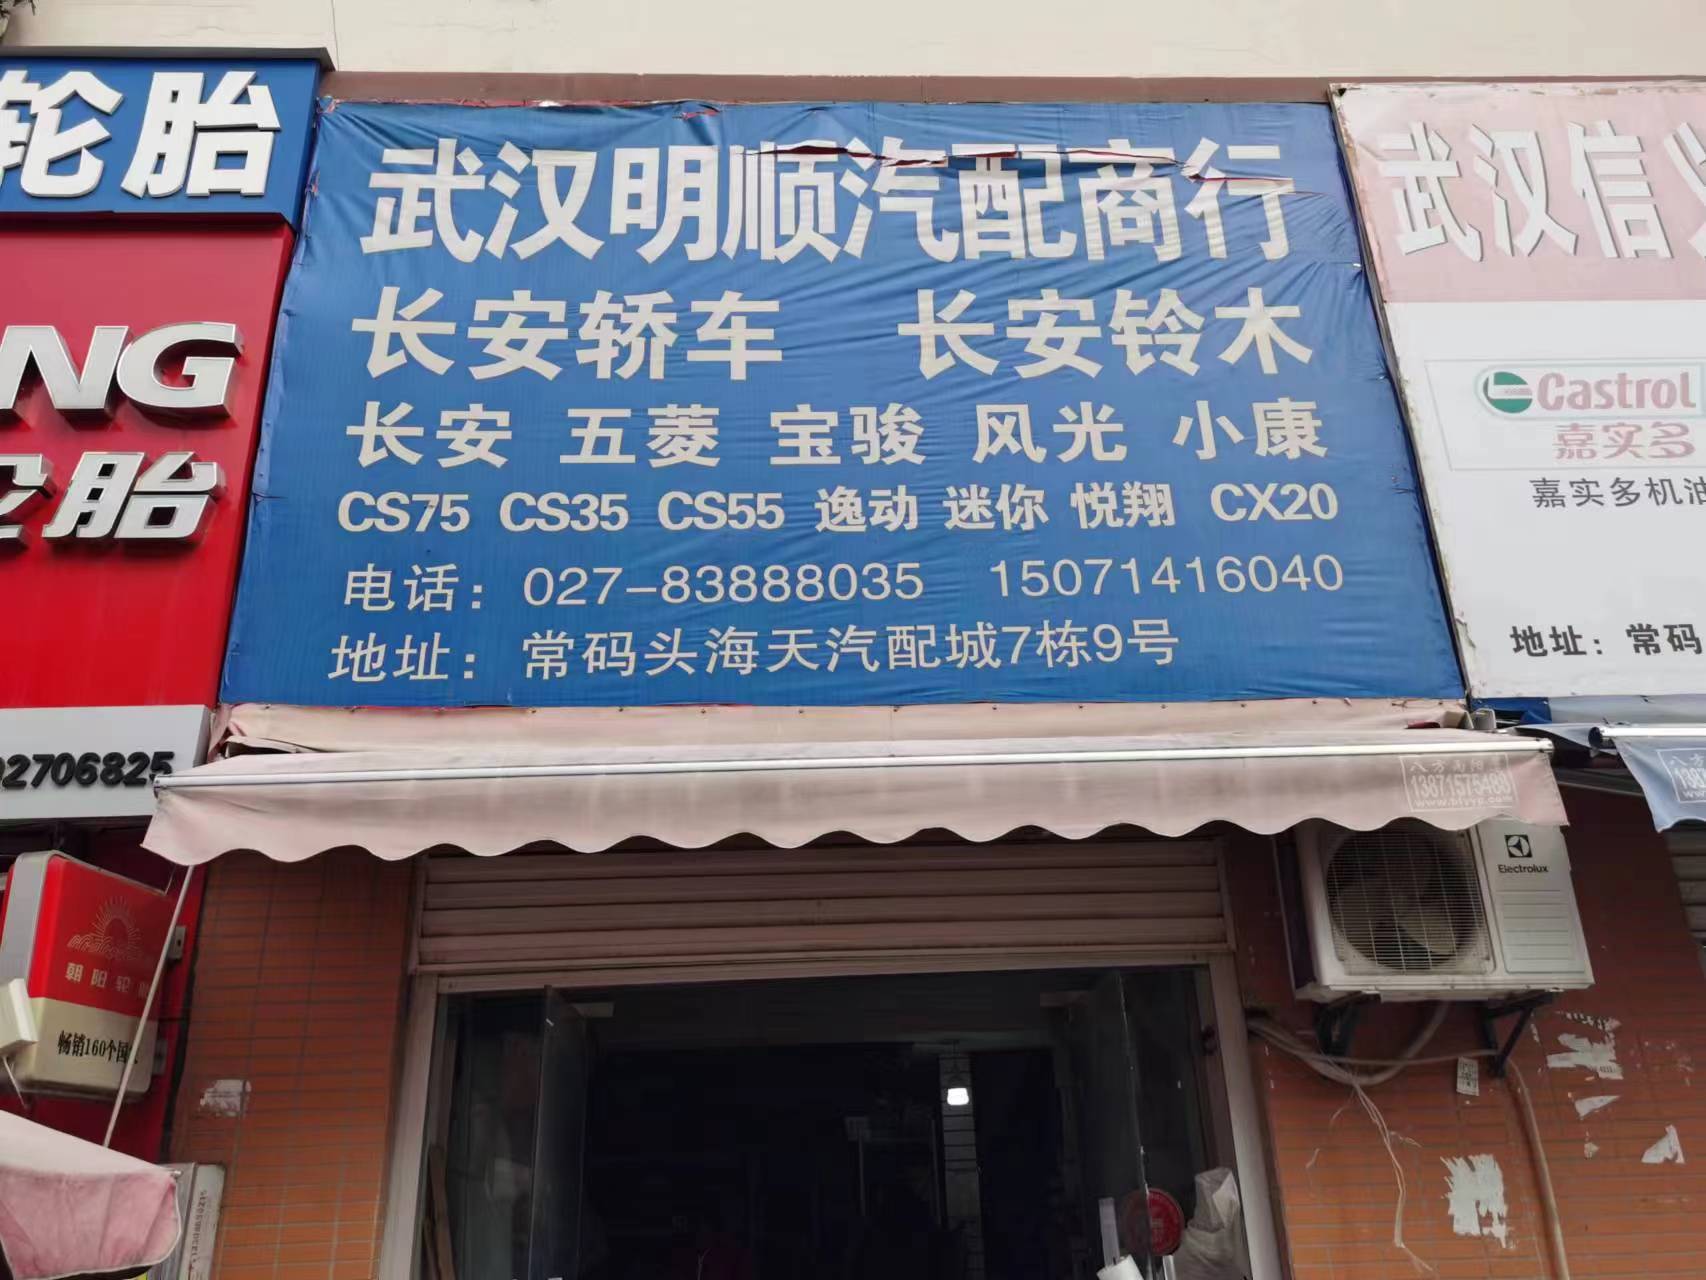 轮胎
NG
胎
02706825
朝阳轮胎
畅销160个国
武汉明顺汽配商行
长安轿车 长安铃木
长安 五菱 宝骏 风光 小康
CS75 CS35 CS55 逸动 迷你 悦翔 CX20
电话：027-83888035 15071416040
地址：常码头海天汽配城7栋9号
13871575483
Electrolux
武汉信义
Castrol
嘉实多
嘉实多机油
地址：常码